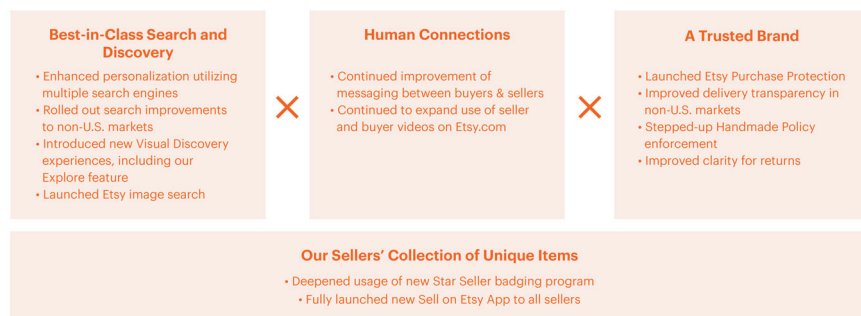 Best-in-Class Search and
Discovery
• Enhanced personalization utilizing
multiple search engines
• Rolled out search improvements
to non-U.S. markets
• Introduced new Visual Discovery
experiences, including our
Explore feature
• Launched Etsy image search
Human Connections
• Continued improvement of
messaging between buyers & sellers
• Continued to expand use of seller
and buyer videos on Etsy.com
A Trusted Brand
• Launched Etsy Purchase Protection
• Improved delivery transparency in
non-U.S. markets
• Stepped-up Handmade Policy
enforcement
• Improved clarity for returns
Our Sellers’ Collection of Unique Items
• Deepened usage of new Star Seller badging program
• Fully launched new Sell on Etsy App to all sellers